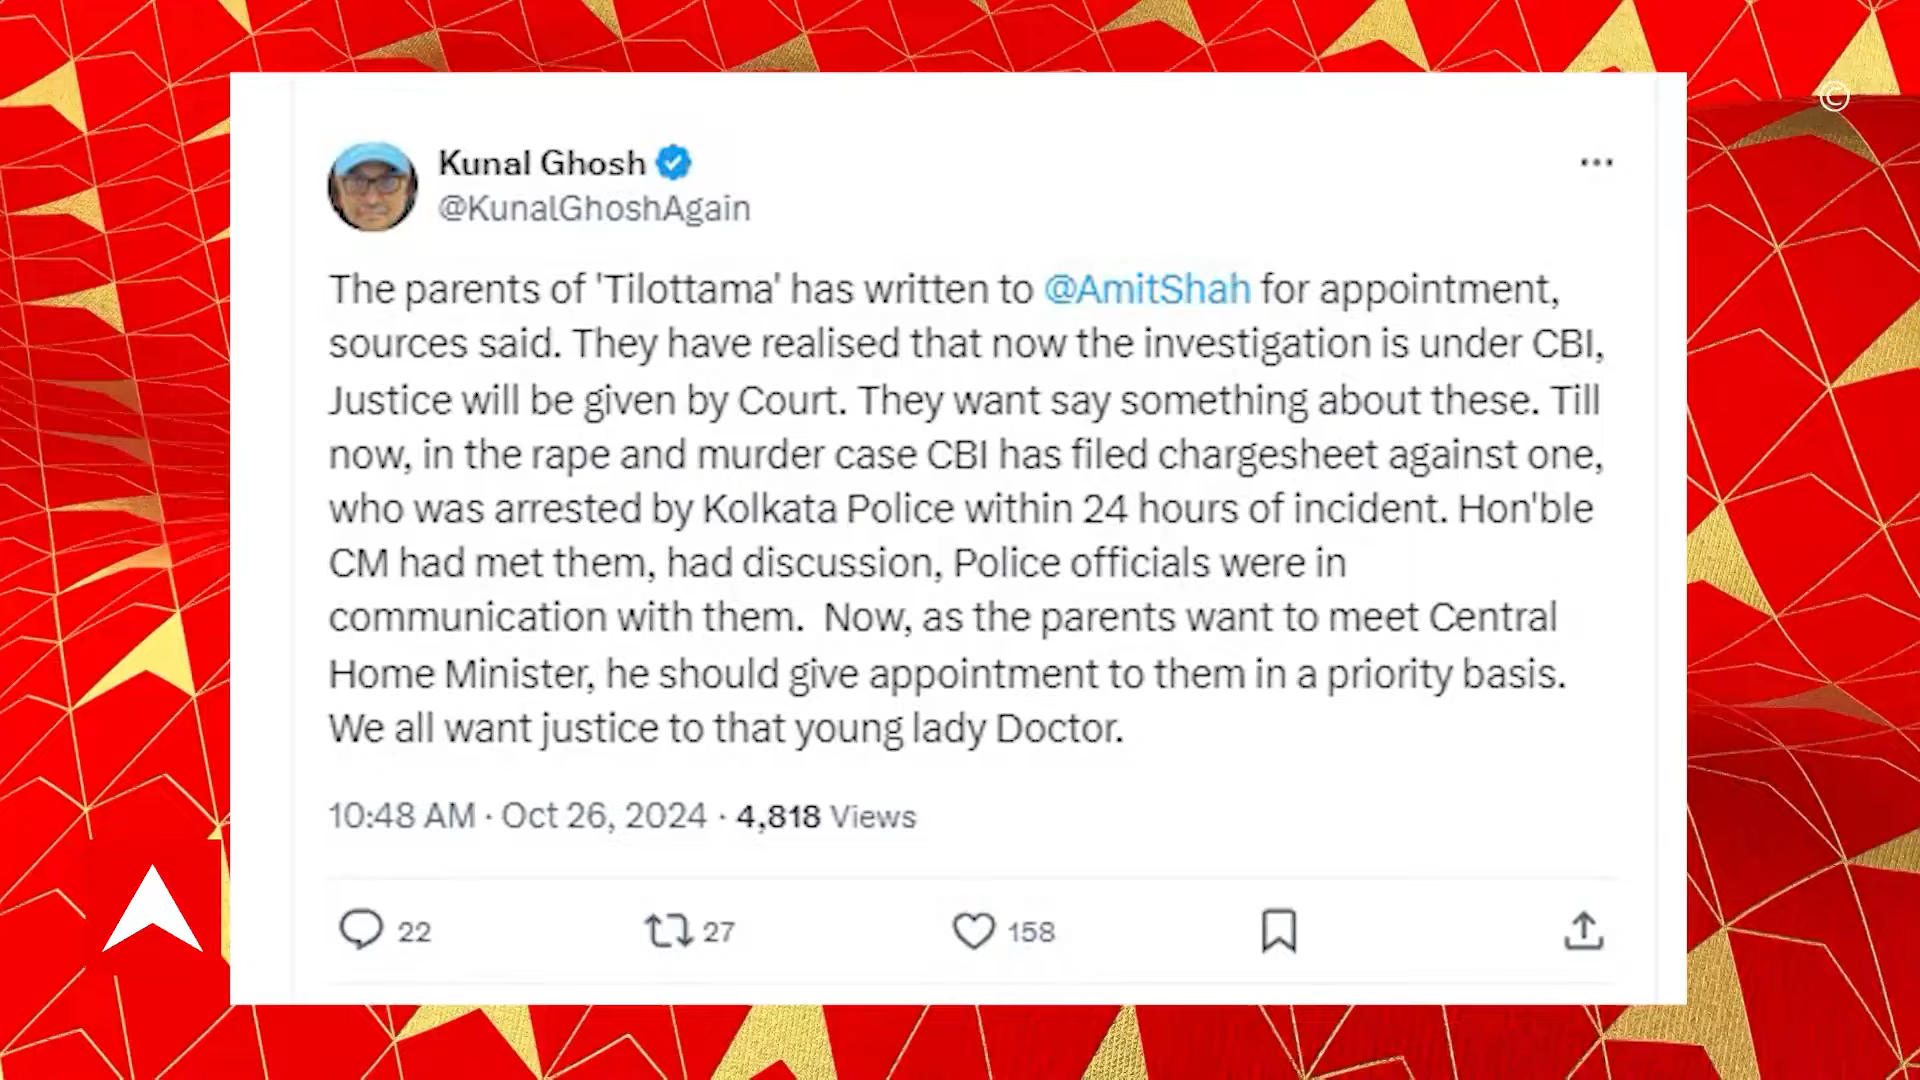 ©
Kunal Ghosh
@KunalGhoshAgain
The parents of 'Tilottama' has written to @AmitShah for appointment,
sources said. They have realised that now the investigation is under CBI,
Justice will be given by Court. They want say something about these. Till
now, in the rape and murder case CBI has filed chargesheet against one,
who was arrested by Kolkata Police within 24 hours of incident. Hon'ble
CM had met them, had discussion, Police officials were in
communication with them.  Now, as the parents want to meet Central
Home Minister, he should give appointment to them in a priority basis.
We all want justice to that young lady Doctor.
10:48 AM · Oct 26, 2024 · 4,818 Views
22 27 158